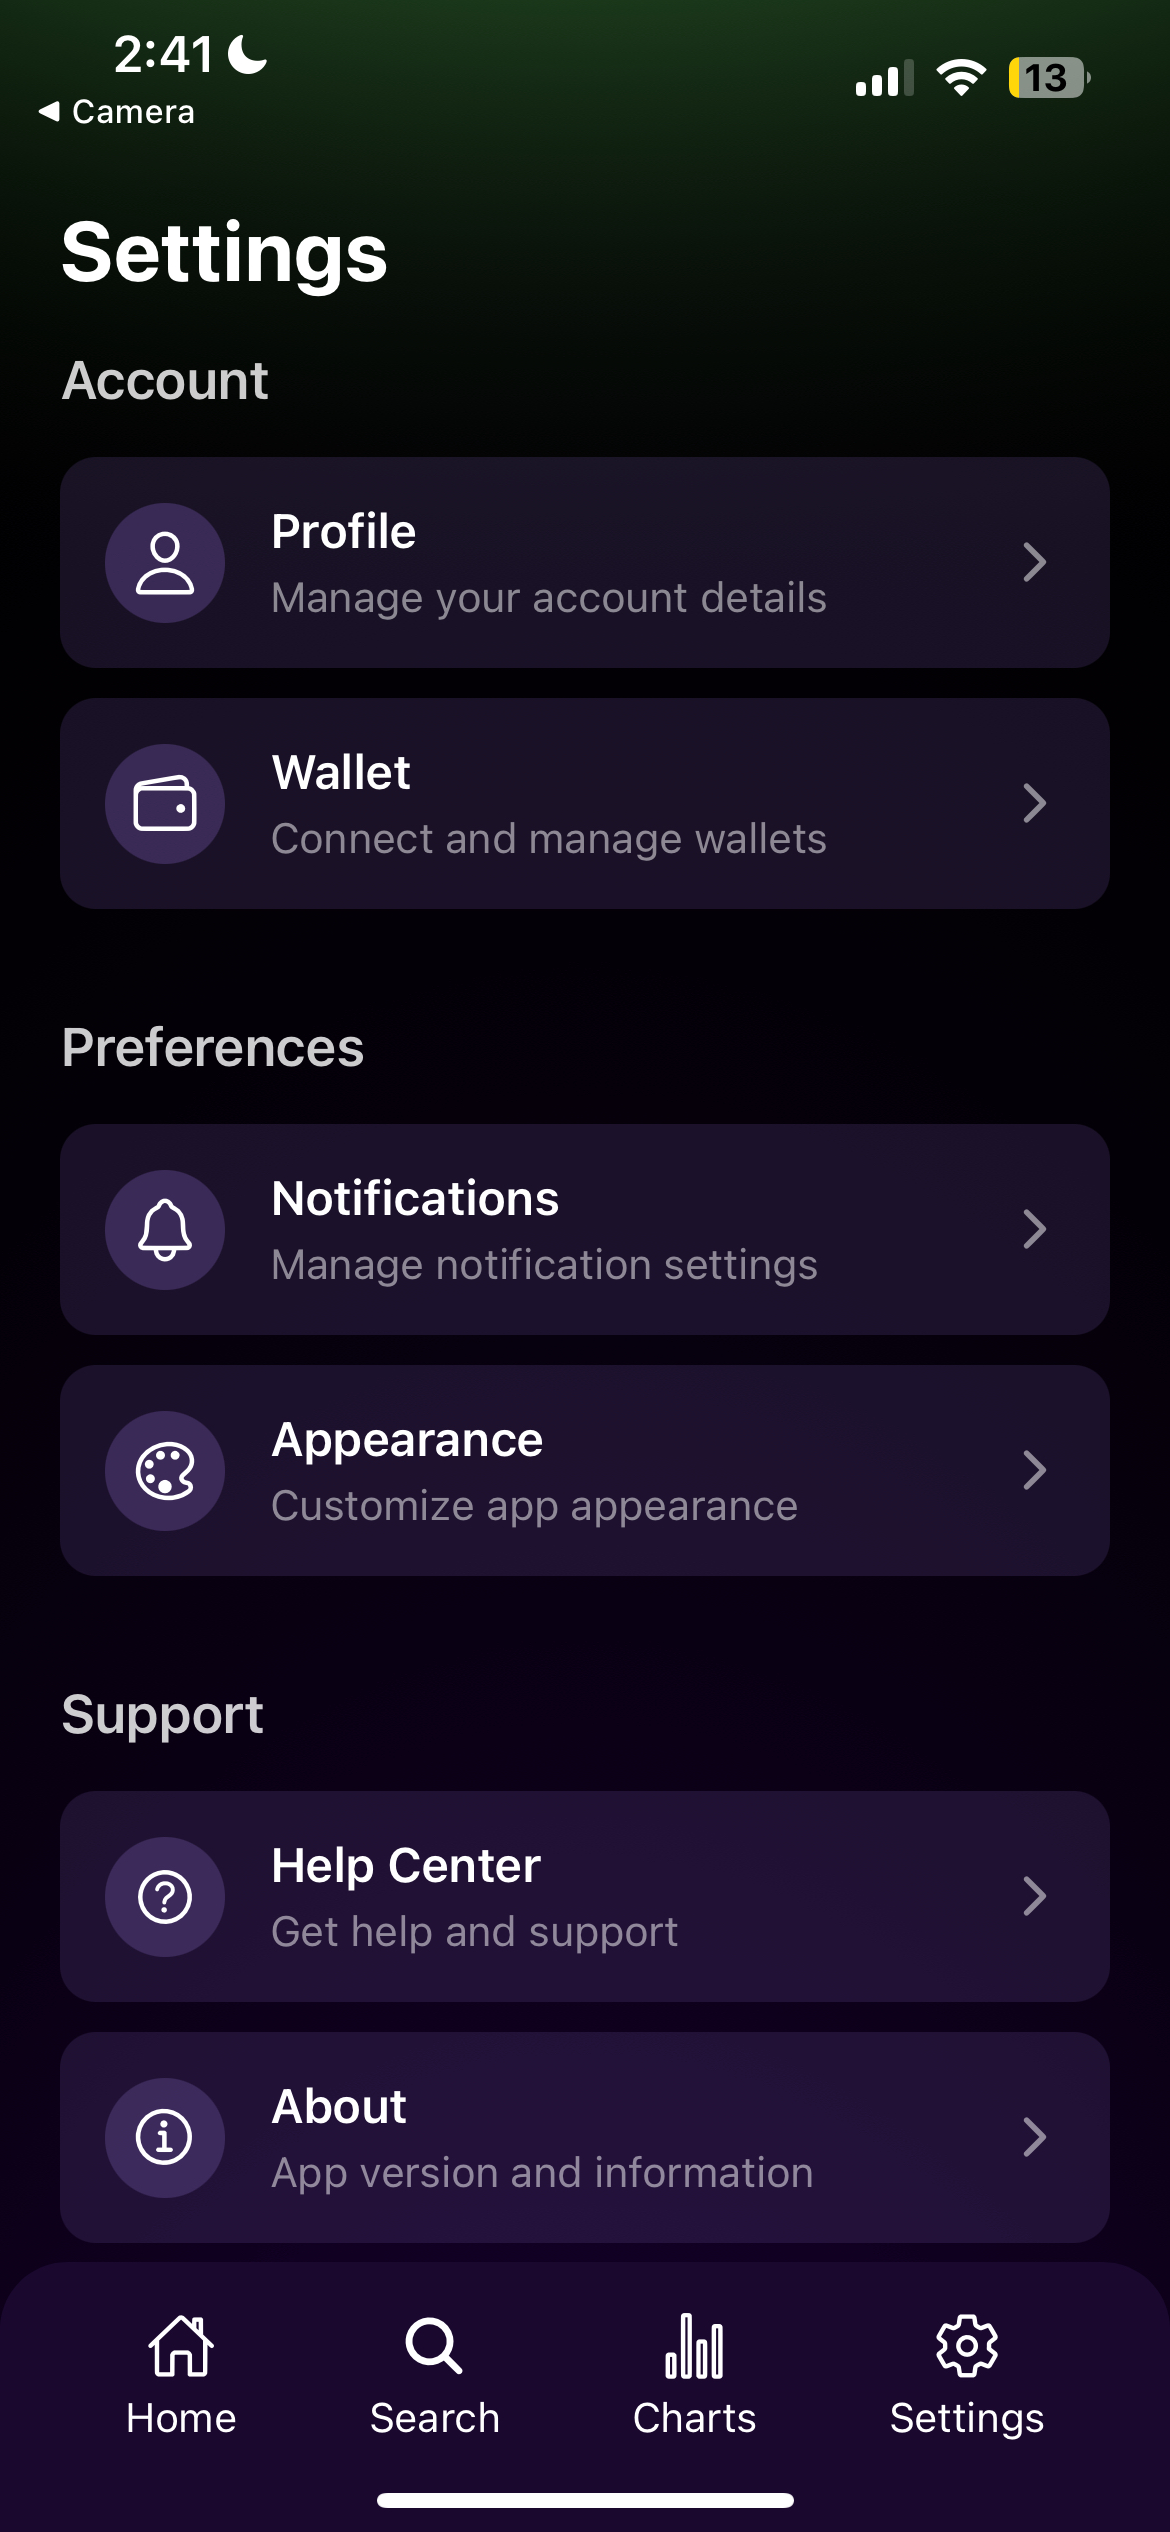 2:41
13
Camera
Settings
Account
Profile
Manage your account details
Wallet
Connect and manage wallets
Preferences
Notifications
Manage notification settings
Appearance
Customize app appearance
Support
Help Center
Get help and support
About
App version and information
Home Search Charts Settings